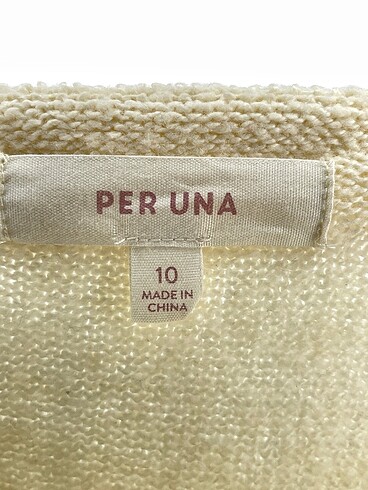 PER UNA
10
MADE IN
CHINA